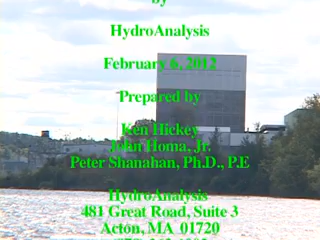 by
HydroAnalysis
February 6, 2012
Prepared by
Ken Hickey
John Homa, Jr.
Peter Shanahan, Ph.D., P.E
HydroAnalysis
481 Great Road, Suite 3
Acton, MA 01720